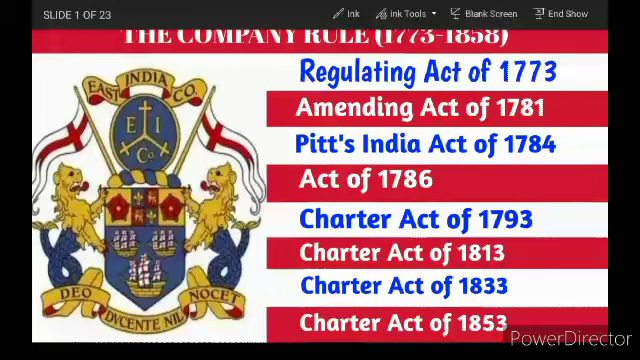 SLIDE 1 OF 23
Ink Ink Tools Blank Screen End Show
THE COMPANY RULE (1773-1858)
EAST INDIA CO.
E I
Co
DEO DVCENTE NIL NOCET
Regulating Act of 1773
Amending Act of 1781
Pitt's India Act of 1784
Act of 1786
Charter Act of 1793
Charter Act of 1813
Charter Act of 1833
Charter Act of 1853
PowerDirector